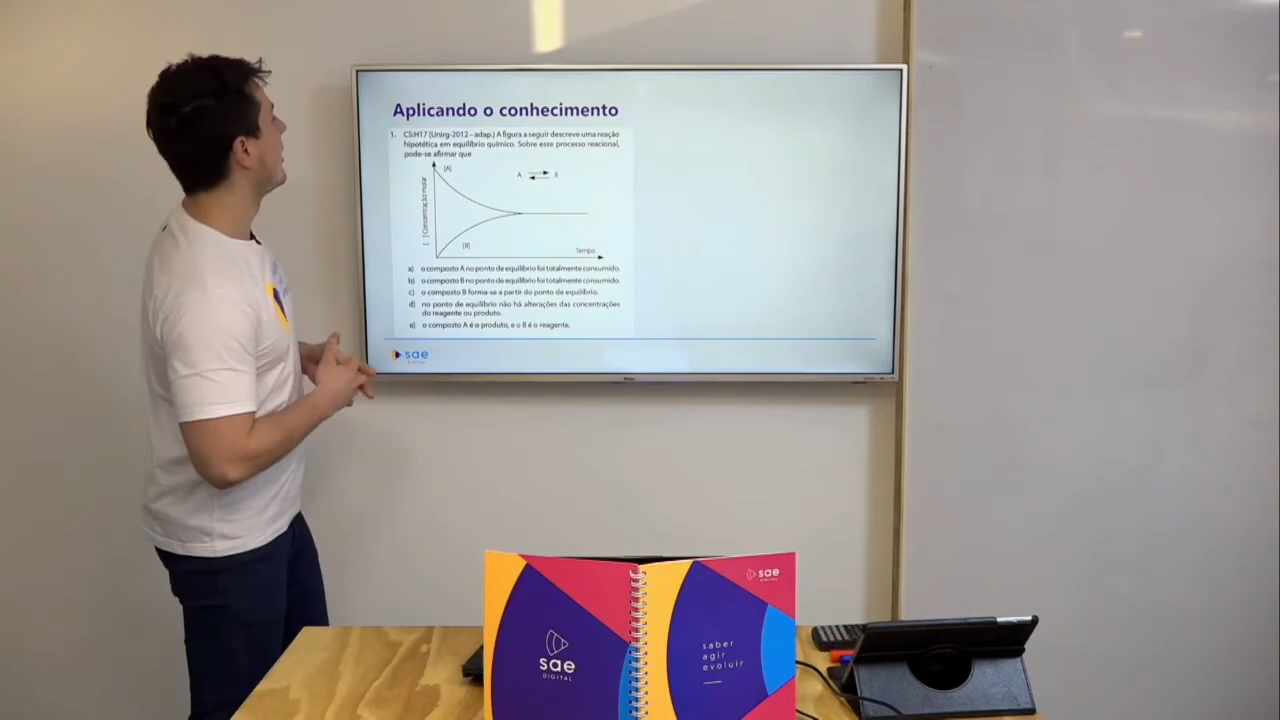 Aplicando o conhecimento
1. C5:H17 (Unirg-2012 – adap.) A figura a seguir descreve uma reação
hipotética em equilíbrio químico. Sobre esse processo reacional,
pode-se afirmar que
[A]
A B
[ ] Concentração molar
[B]
Tempo
a) o composto A no ponto de equilíbrio foi totalmente consumido.
b) o composto B no ponto de equilíbrio foi totalmente consumido.
c) o composto B forma-se a partir do ponto de equilíbrio.
d) no ponto de equilíbrio não há alterações das concentrações
do reagente ou produto.
e) o composto A é o produto, e o B é o reagente.
sae
DIGITAL
sae
DIGITAL
sae
DIGITAL
saber
agir
evoluir